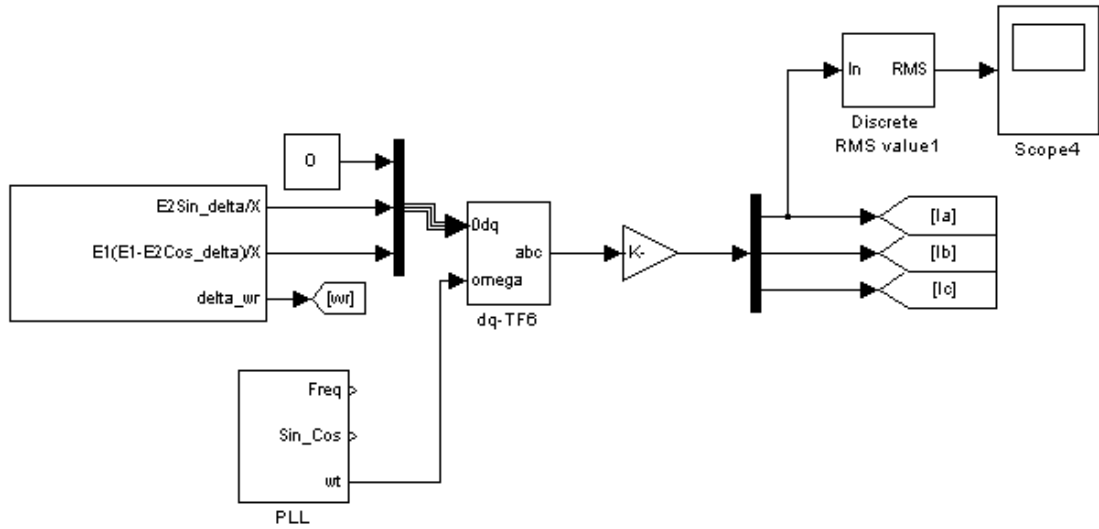 In RMS
Discrete
RMS value1
Scope4
0
E2Sin_delta/X
E1(E1-E2Cos_delta)/X
delta_wr
[wr]
0dq
abc
omega
dq-TF6
-K-
[Ia]
[Ib]
[Ic]
Freq
Sin_Cos
wt
PLL